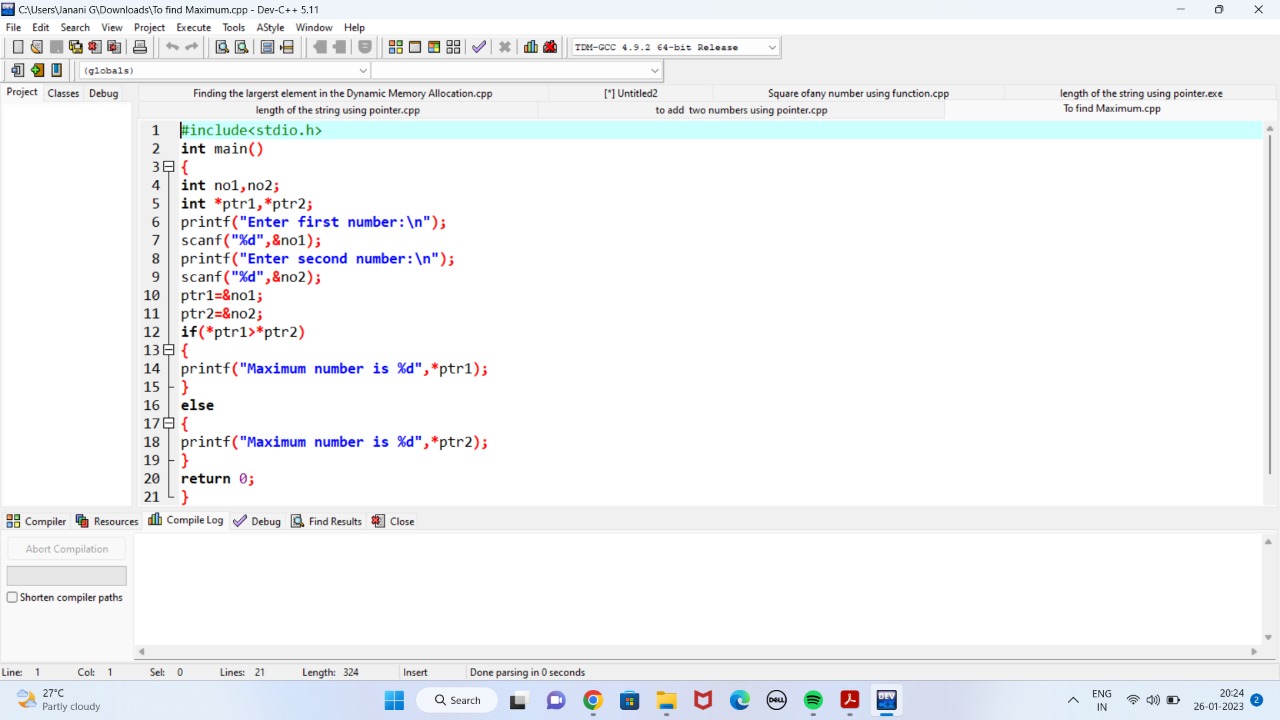 C:\Users\Janani G\Downloads\To find Maximum.cpp - Dev-C++ 5.11
File Edit Search View Project Execute Tools AStyle Window Help
TDM-GCC 4.9.2 64-bit Release
(globals)
Project Classes Debug
Finding the largest element in the Dynamic Memory Allocation.cpp [*] Untitled2 Square ofany number using function.cpp length of the string using pointer.exe
length of the string using pointer.cpp to add two numbers using pointer.cpp To find Maximum.cpp
1 #include<stdio.h>
2 int main()
3 {
4 int no1,no2;
5 int *ptr1,*ptr2;
6 printf("Enter first number:\n");
7 scanf("%d",&no1);
8 printf("Enter second number:\n");
9 scanf("%d",&no2);
10 ptr1=&no1;
11 ptr2=&no2;
12 if(*ptr1>*ptr2)
13 {
14 printf("Maximum number is %d",*ptr1);
15 }
16 else
17 {
18 printf("Maximum number is %d",*ptr2);
19 }
20 return 0;
21 }
Compiler Resources Compile Log Debug Find Results Close
Abort Compilation
Shorten compiler paths
Line: 1 Col: 1 Sel: 0 Lines: 21 Length: 324 Insert Done parsing in 0 seconds
27°C
Partly cloudy
Search
DELL
DEV
ENG
IN
20:24
26-01-2023
2